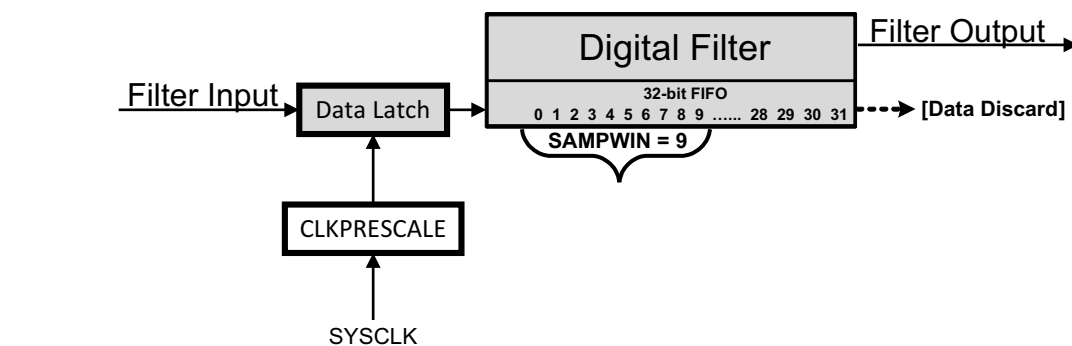 Digital Filter
Filter Output
32-bit FIFO
Filter Input
Data Latch
0 1 2 3 4 5 6 7 8 9 ...... 28 29 30 31
[Data Discard]
SAMPWIN = 9
CLKPRESCALE
SYSCLK